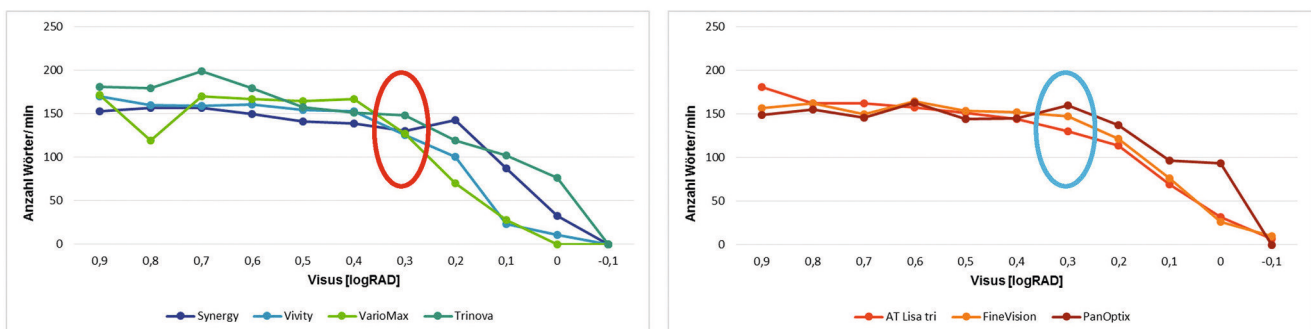 250
200
150
100
50
0
Anzahl Wörter/ min
0,9 0,8 0,7 0,6 0,5 0,4 0,3 0,2 0,1 0 -0,1
Visus [logRAD]
Synergy Vivity VarioMax Trinova
250
200
150
100
50
0
Anzahl Wörter/ min
0,9 0,8 0,7 0,6 0,5 0,4 0,3 0,2 0,1 0 -0,1
Visus [logRAD]
AT Lisa tri FineVision PanOptix